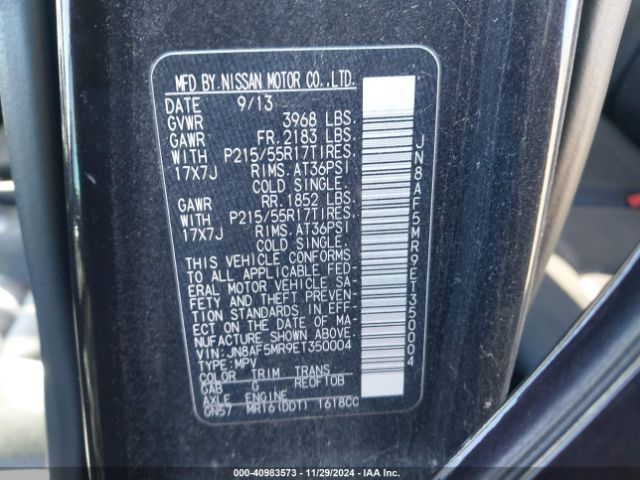 MFD BY NISSAN MOTOR CO.,LTD.
DATE 9/13
GVWR 3968 LBS.
GAWR FR.2183 LBS.
WITH P215/55R17TIRES.
17X7J RIMS.AT36PSI
COLD SINGLE.
GAWR RR.1852 LBS.
WITH P215/55R17TIRES.
17X7J RIMS.AT36PSI
COLD SINGLE.
THIS VEHICLE CONFORMS
TO ALL APPLICABLE FED-
ERAL MOTOR VEHICLE SA-
FETY AND THEFT PREVEN-
TION STANDARDS IN EFF-
ECT ON THE DATE OF MA-
NUFACTURE SHOWN ABOVE.
VIN:JN8AF5MR9ET350004
TYPE:MPV
COLOR TRIM TRANS
GAB G RE0F10B
AXLE ENGINE
GN57 MR16(DDT) 1618CC
JN8AF5MR9ET350004
000-40983573 — 11/29/2024 — IAA Inc.